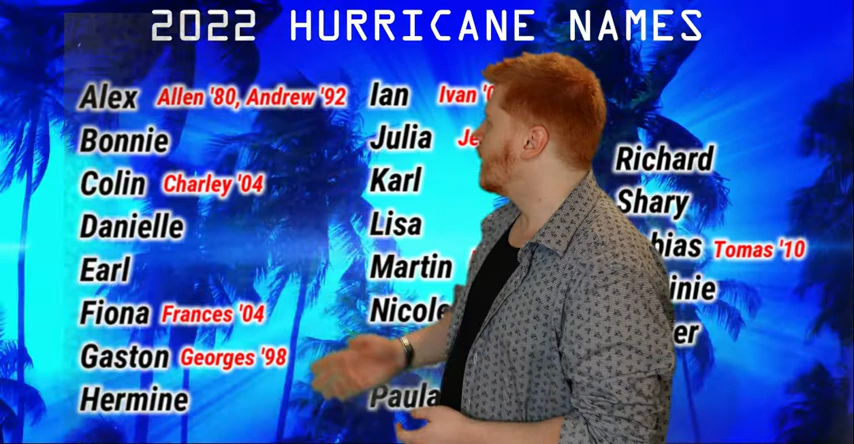 2022 HURRICANE NAMES
Alex Allen '80, Andrew '92
Bonnie
Colin Charley '04
Danielle
Earl
Fiona Frances '04
Gaston Georges '98
Hermine
Ian Ivan
Julia
Karl
Lisa
Martin
Nicole
Paula
Richard
Shary
Tomas '10